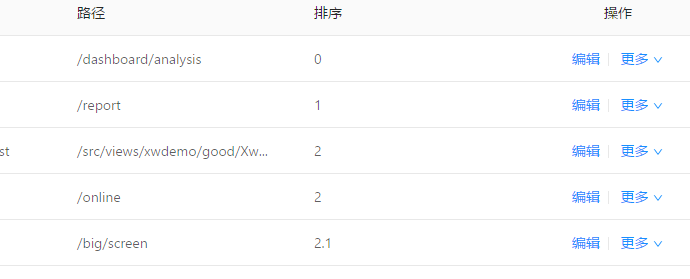 路径 排序 操作
/dashboard/analysis 0 编辑 更多
/report 1 编辑 更多
st /src/views/xwdemo/good/Xw... 2 编辑 更多
/online 2 编辑 更多
/big/screen 2.1 编辑 更多